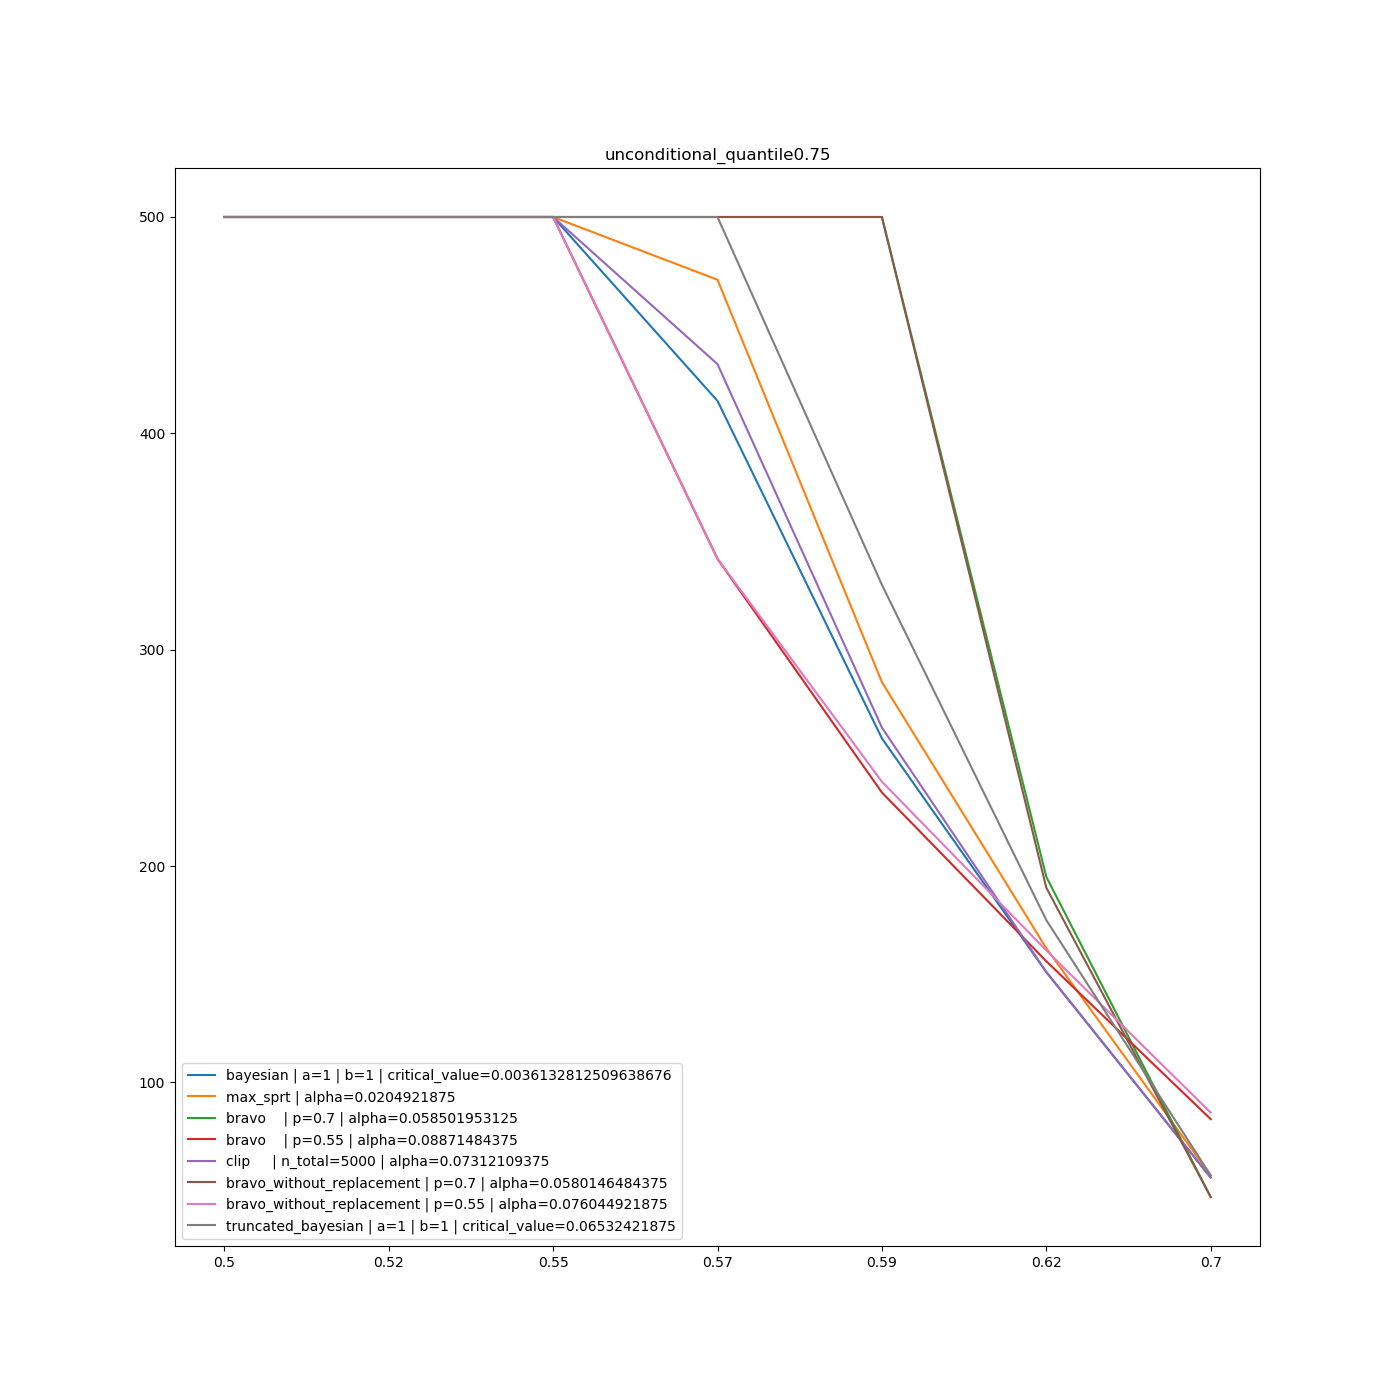 unconditional_quantile0.75
500
400
300
200
100
bayesian | a=1 | b=1 | critical_value=0.0036132812509638676
max_sprt | alpha=0.0204921875
bravo    | p=0.7 | alpha=0.058501953125
bravo    | p=0.55 | alpha=0.08871484375
clip     | n_total=5000 | alpha=0.07312109375
bravo_without_replacement | p=0.7 | alpha=0.0580146484375
bravo_without_replacement | p=0.55 | alpha=0.076044921875
truncated_bayesian | a=1 | b=1 | critical_value=0.06532421875
0.5 0.52 0.55 0.57 0.59 0.62 0.7